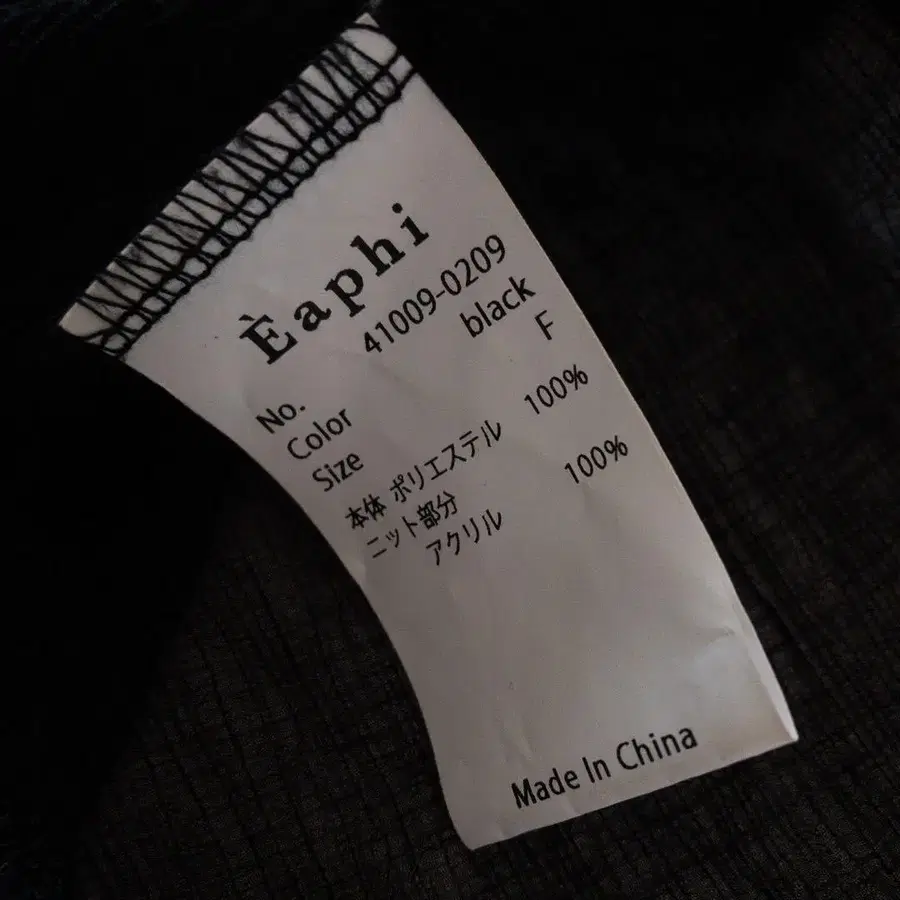 Èaphi
No. 41009-0209
Color black
Size F
本体 ポリエステル 100%
ニット部分
アクリル 100%
Made In China